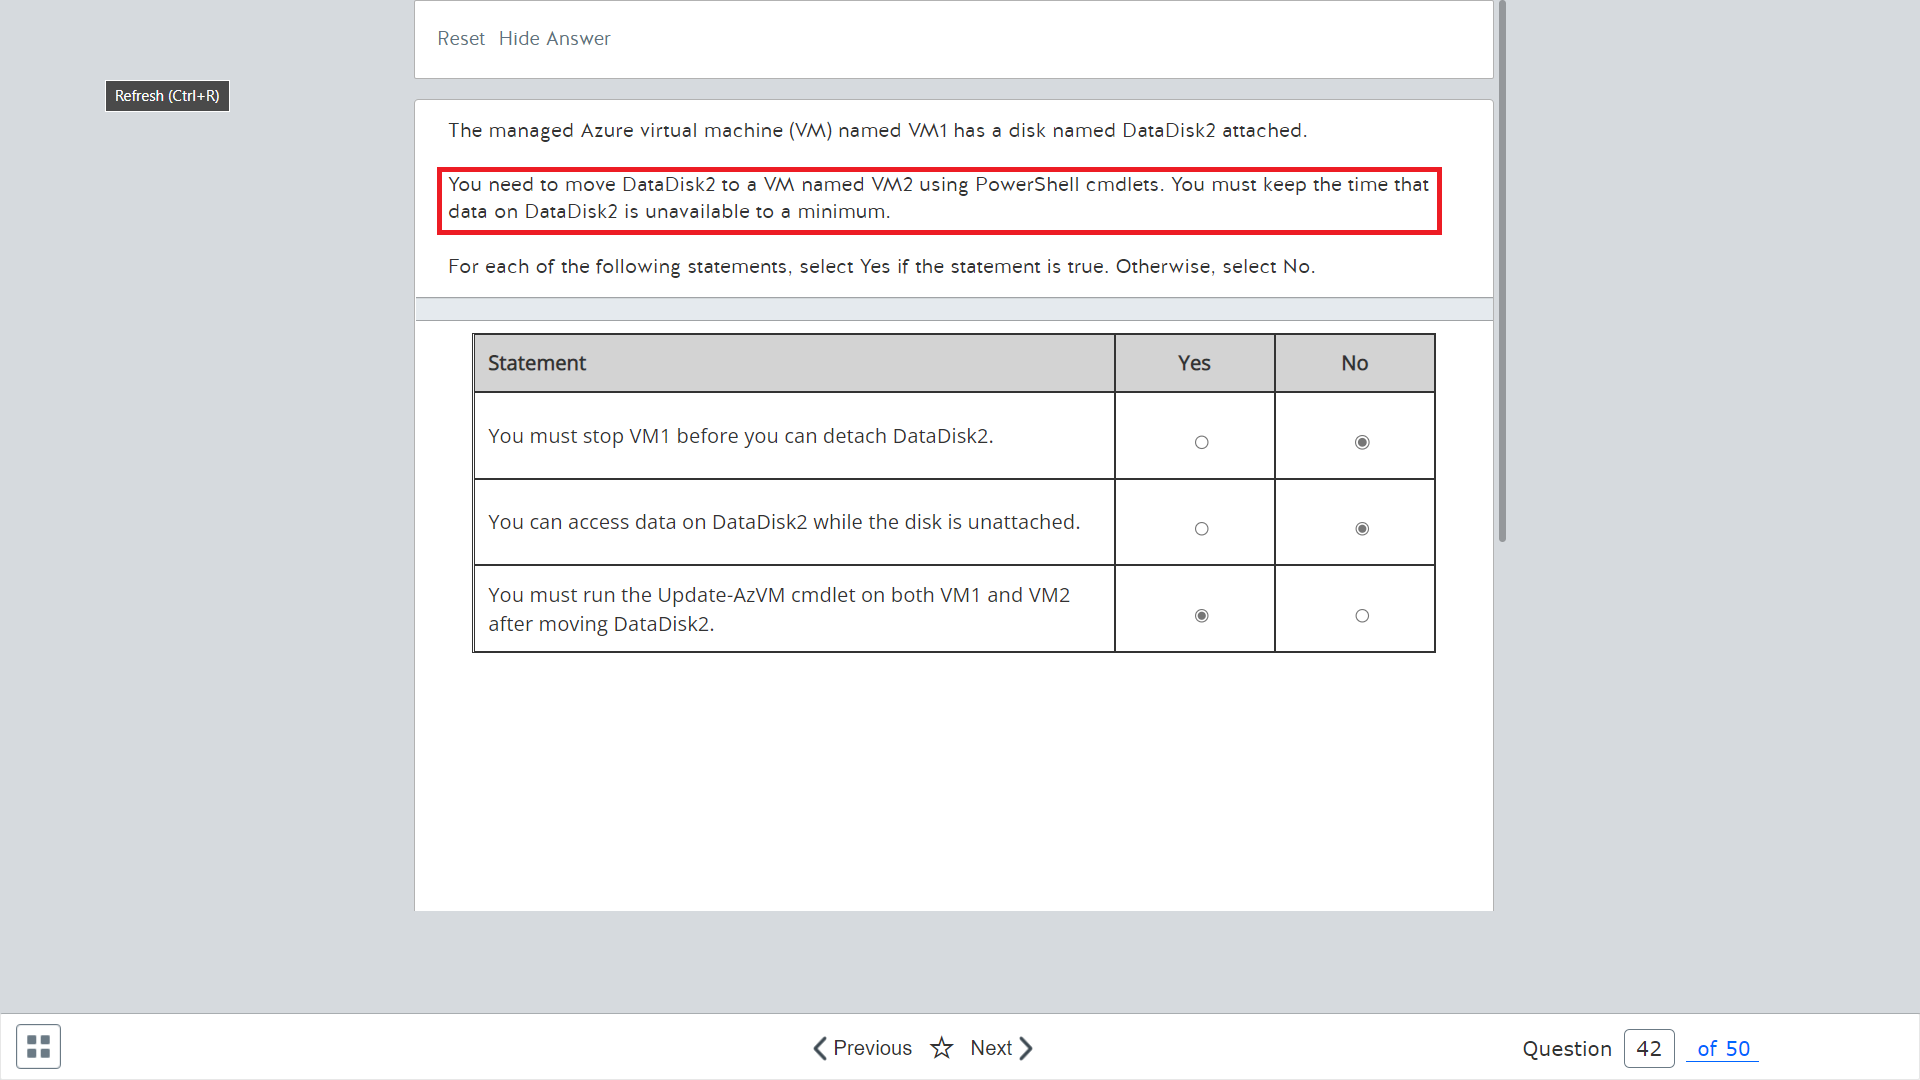 Reset Hide Answer
Refresh (Ctrl+R)
The managed Azure virtual machine (VM) named VM1 has a disk named DataDisk2 attached.
You need to move DataDisk2 to a VM named VM2 using PowerShell cmdlets. You must keep the time that
data on DataDisk2 is unavailable to a minimum.
For each of the following statements, select Yes if the statement is true. Otherwise, select No.
Statement Yes No
You must stop VM1 before you can detach DataDisk2.
You can access data on DataDisk2 while the disk is unattached.
You must run the Update-AzVM cmdlet on both VM1 and VM2
after moving DataDisk2.
Previous Next Question 42 of 50